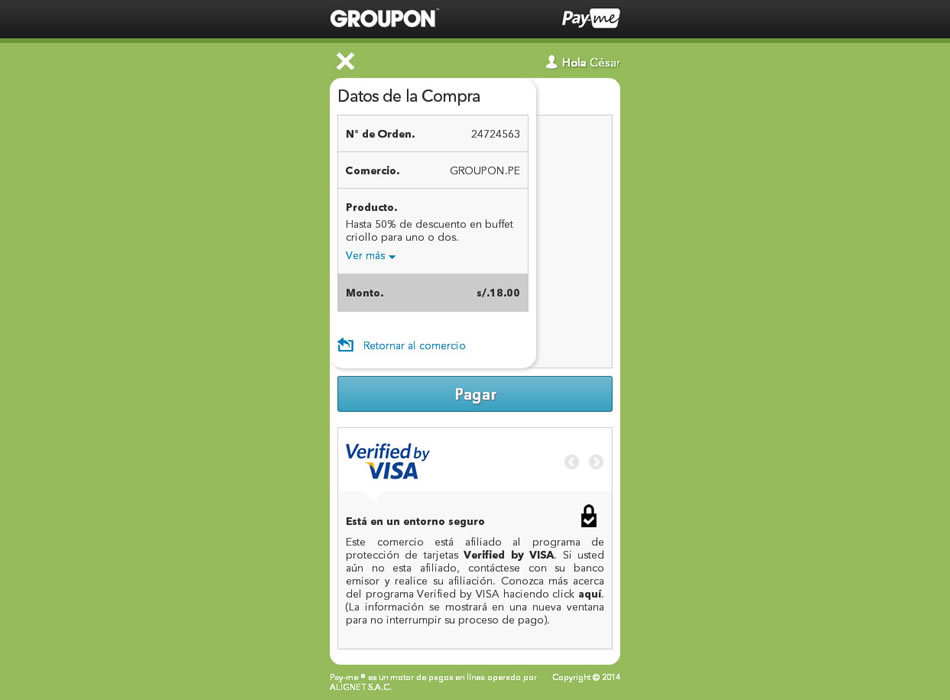 GROUPON
Pay-me
Hola César
Datos de la Compra
N° de Orden. 24724563
Comercio. GROUPON.PE
Producto.
Hasta 50% de descuento en buffet
criollo para uno o dos.
Ver más
Monto. s/.18.00
Retornar al comercio
Pagar
Verified by
VISA
Está en un entorno seguro
Este comercio está afiliado al programa de
protección de tarjetas Verified by VISA. Si usted
aún no esta afiliado, contáctese con su banco
emisor y realice su afiliación. Conozca más acerca
del programa Verified by VISA haciendo click aquí.
(La información se mostrará en una nueva ventana
para no interrumpir su proceso de pago).
Pay-me ® es un motor de pagos en línea operado por
ALIGNET S.A.C.
Copyright © 2014